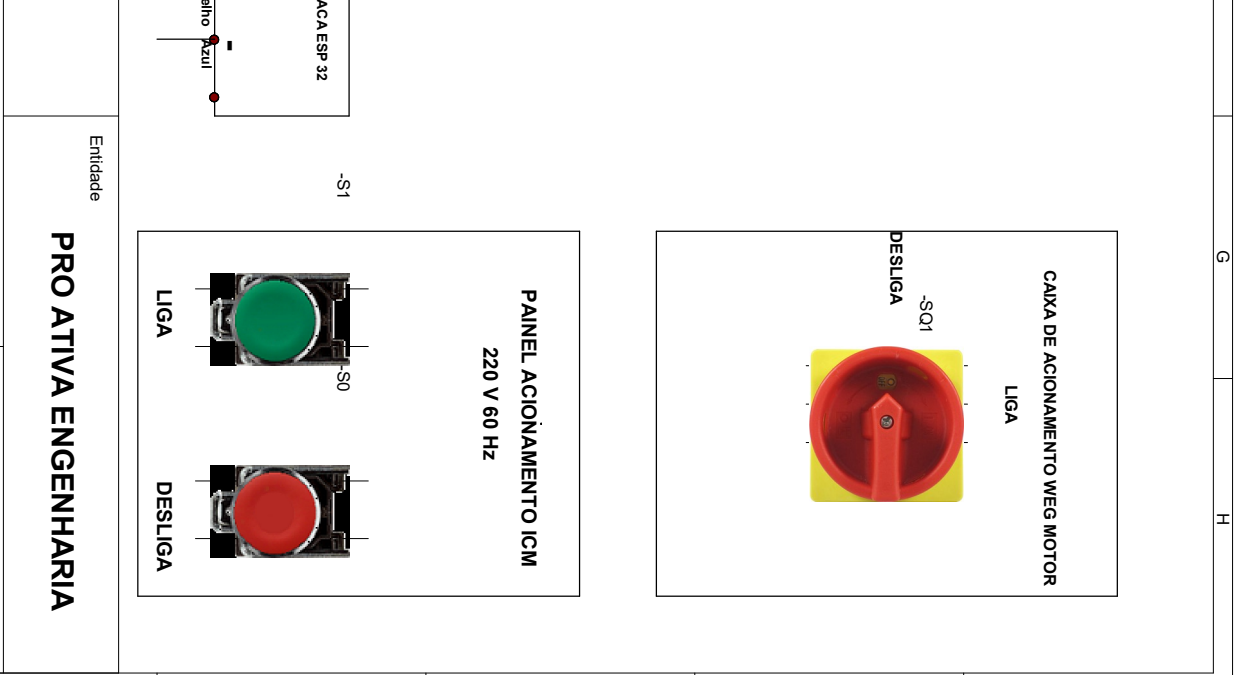 G
H
CAIXA DE ACIONAMENTO WEG MOTOR
LIGA
-SQ1
DESLIGA
PAINEL ACIONAMENTO ICM
220 V 60 Hz
-S1
-S0
LIGA
DESLIGA
ACA ESP 32
-
elho
Azul
Entidade
PRO ATIVA ENGENHARIA